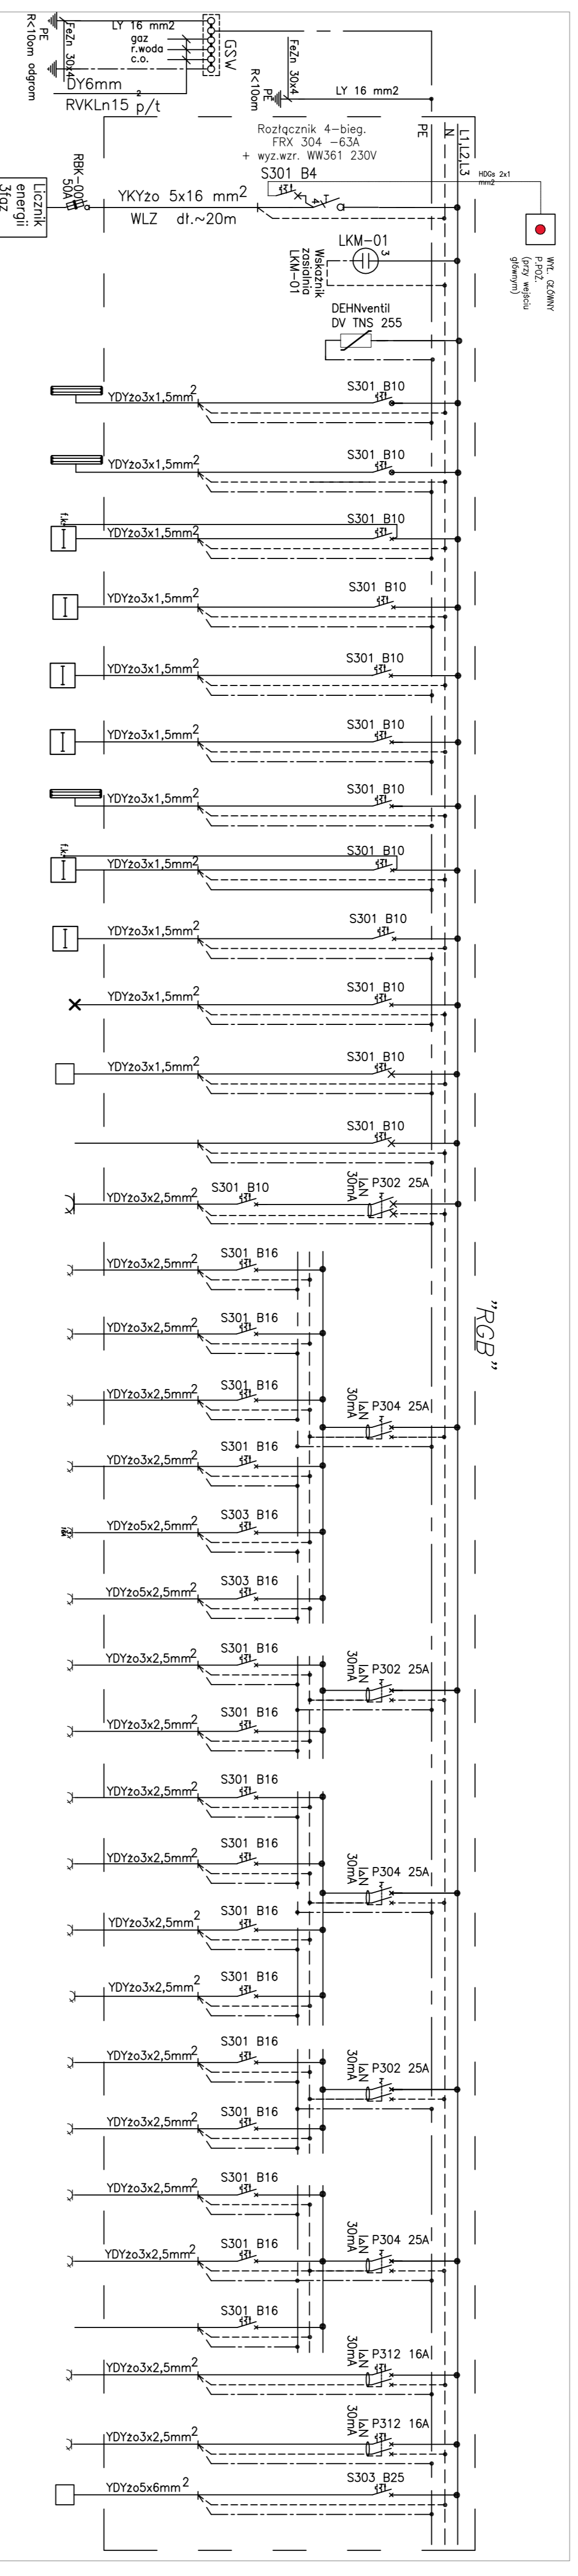 PE
R<10om odgrom
FeZn 30x4
LY 16 mm2
gaz
r.woda
c.o.
GSW
DY6mm 2
RVKLn15 p/t
FeZn 30x4
PE
R<10om
LY 16 mm2
PE
N
L1,L2,L3
HDGs 2x1
mm2
WYŁ. GŁÓWNY
P.POŻ.
(przy wejściu
głównym)
Rozłącznik 4-bieg.
FRX 304 -63A
+ wyz.wzr. WW361 230V
S301 B4
4
RBK-000
50A
YKYżo 5x16 mm2
WLZ dł.~20m
Licznik
energii
3faz
LKM-01
3
Wskaźnik
zasialnia
LKM-01
DEHNventil
DV TNS 255
YDYżo3x1,5mm2
S301 B10
YDYżo3x1,5mm2
S301 B10
f.k.
YDYżo3x1,5mm2
S301 B10
YDYżo3x1,5mm2
S301 B10
YDYżo3x1,5mm2
S301 B10
YDYżo3x1,5mm2
S301 B10
YDYżo3x1,5mm2
S301 B10
f.k.
YDYżo3x1,5mm2
S301 B10
YDYżo3x1,5mm2
S301 B10
YDYżo3x1,5mm2
S301 B10
YDYżo3x1,5mm2
S301 B10
S301 B10
YDYżo3x2,5mm2
S301 B10
P302 25A
I△N
30mA
"RGB"
YDYżo3x2,5mm2
S301 B16
YDYżo3x2,5mm2
S301 B16
YDYżo3x2,5mm2
S301 B16
P304 25A
I△N
30mA
YDYżo3x2,5mm2
S301 B16
YDYżo5x2,5mm2
S303 B16
YDYżo5x2,5mm2
S303 B16
YDYżo3x2,5mm2
S301 B16
P302 25A
I△N
30mA
YDYżo3x2,5mm2
S301 B16
YDYżo3x2,5mm2
S301 B16
YDYżo3x2,5mm2
S301 B16
P304 25A
I△N
30mA
YDYżo3x2,5mm2
S301 B16
YDYżo3x2,5mm2
S301 B16
YDYżo3x2,5mm2
S301 B16
P302 25A
I△N
30mA
YDYżo3x2,5mm2
S301 B16
YDYżo3x2,5mm2
S301 B16
YDYżo3x2,5mm2
S301 B16
P304 25A
I△N
30mA
S301 B16
YDYżo3x2,5mm2
P312 16A
I△N
30mA
YDYżo3x2,5mm2
P312 16A
I△N
30mA
YDYżo5x6mm2
S303 B25